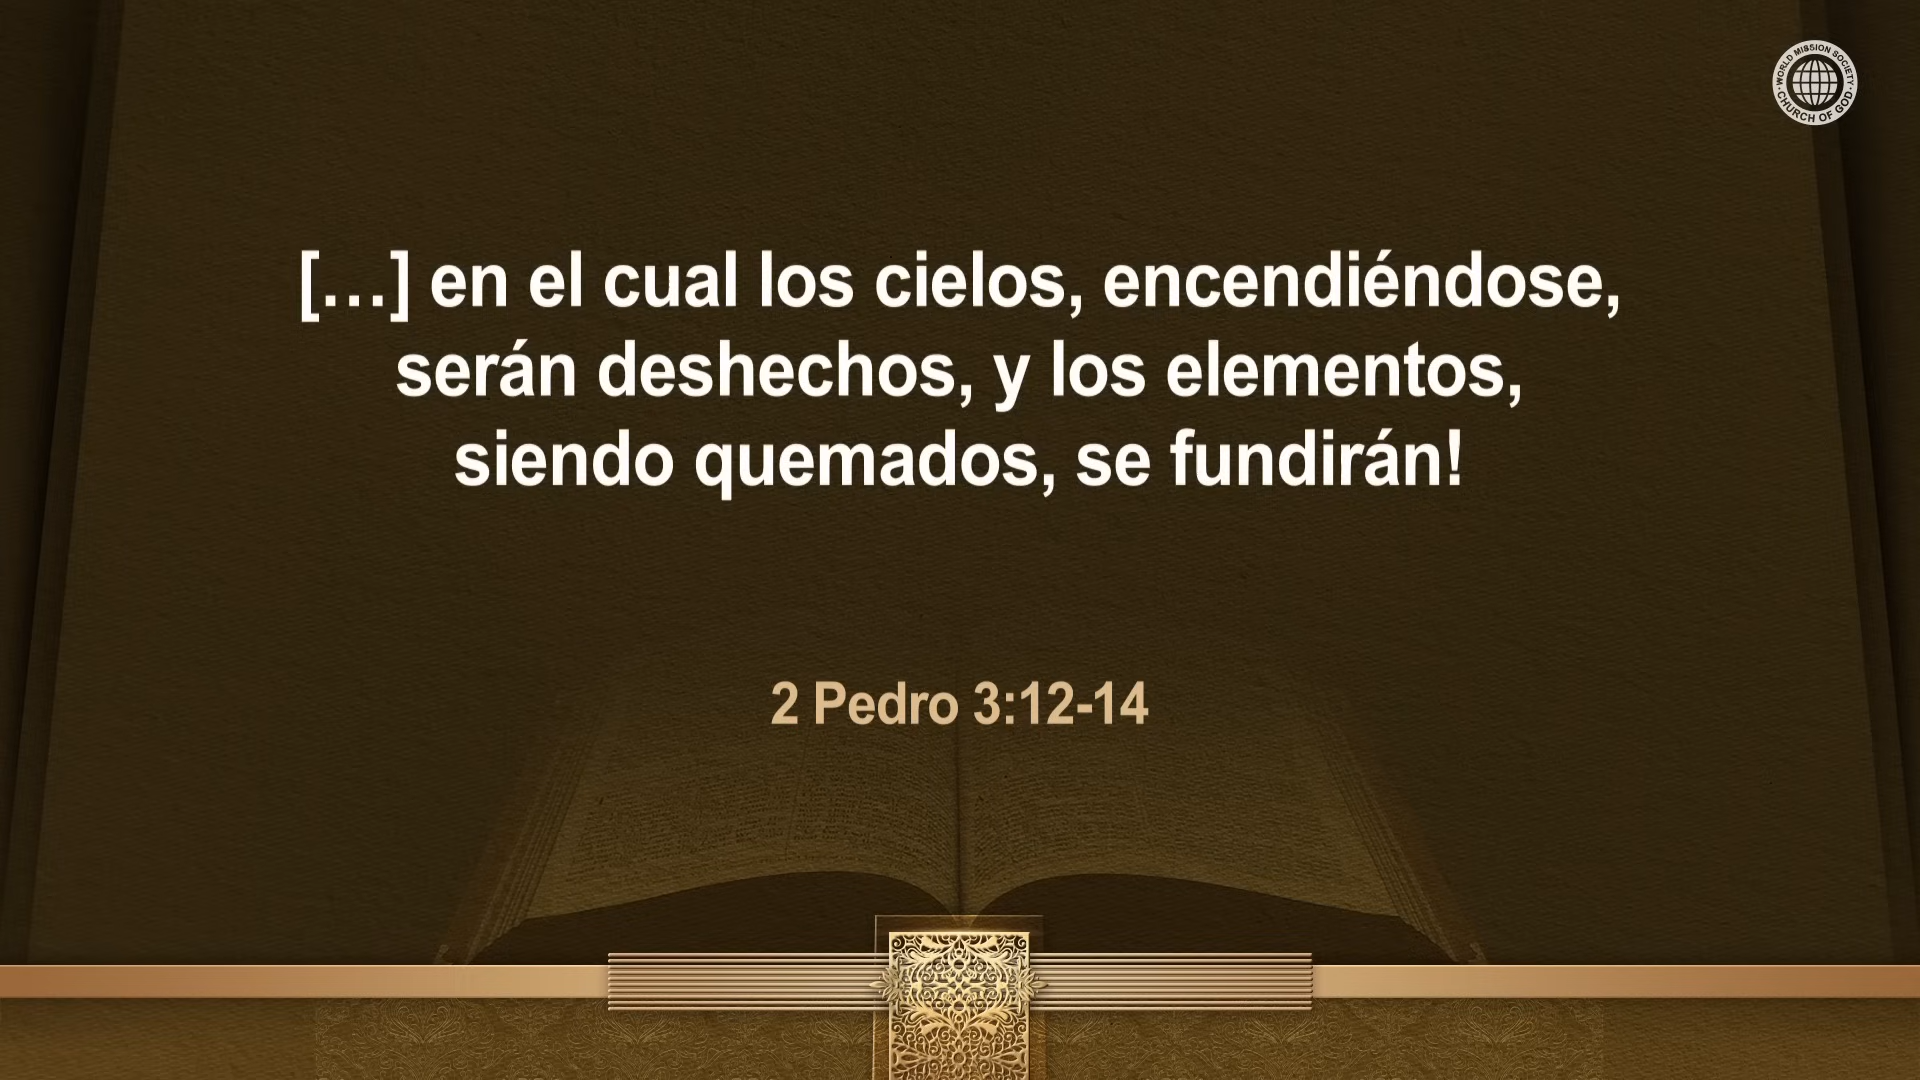 WORLD MISSION SOCIETY
CHURCH OF GOD
[…] en el cual los cielos, encendiéndose,
serán deshechos, y los elementos,
siendo quemados, se fundirán!
2 Pedro 3:12-14